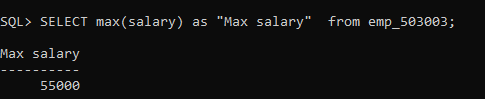 SQL> SELECT max(salary) as "Max salary"  from emp_503003;
Max salary
----------
     55000